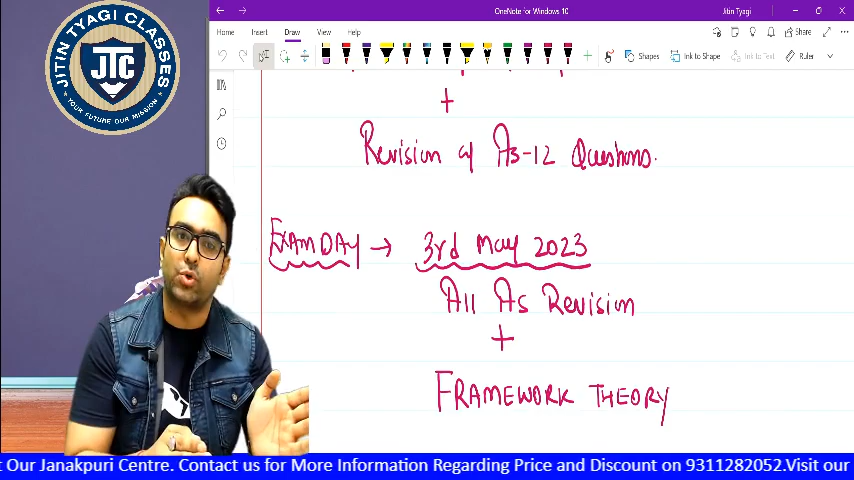 JITIN TYAGI CLASSES
JTC
YOUR FUTURE OUR MISSION
OneNote for Windows 10
Jitin Tyagi
Home Insert Draw View Help
Share
Shapes Ink to Shape Ink to Text Ruler
+
Revision of As-12 Questions.
EXAM DAY → 3rd May 2023
All As Revision
+
FRAMEWORK THEORY
t Our Janakpuri Centre. Contact us for More Information Regarding Price and Discount on 9311282052.Visit our